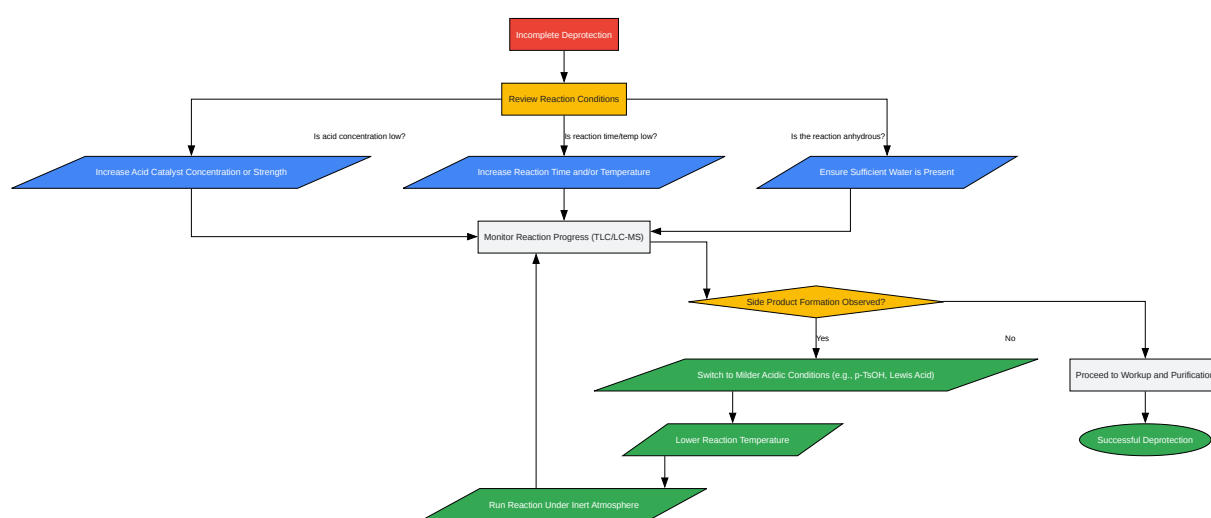 Incomplete Deprotection
Review Reaction Conditions
Is acid concentration low?
Is reaction time/temp low?
Is the reaction anhydrous?
Increase Acid Catalyst Concentration or Strength
Increase Reaction Time and/or Temperature
Ensure Sufficient Water is Present
Monitor Reaction Progress (TLC/LC-MS)
Side Product Formation Observed?
Yes
No
Switch to Milder Acidic Conditions (e.g., p-TsOH, Lewis Acid)
Proceed to Workup and Purification
Lower Reaction Temperature
Successful Deprotection
Run Reaction Under Inert Atmosphere